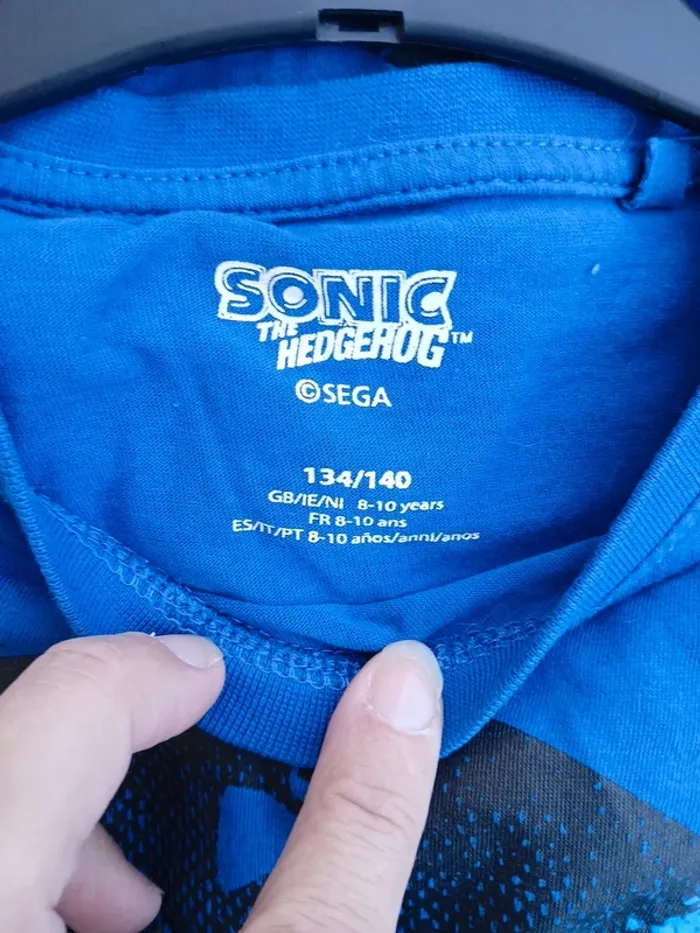 SONIC
THE
HEDGEHOG™
©SEGA
134/140
GB/IE/NI 8-10 years
FR 8-10 ans
ES/IT/PT 8-10 años/anni/anos